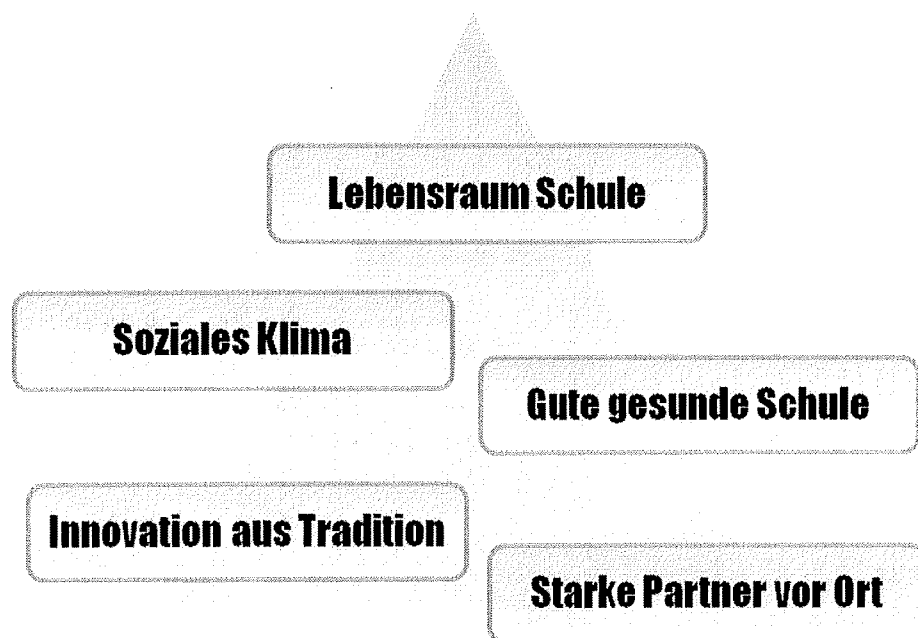 Lebensraum Schule
Soziales Klima
Gute gesunde Schule
Innovation aus Tradition
Starke Partner vor Ort